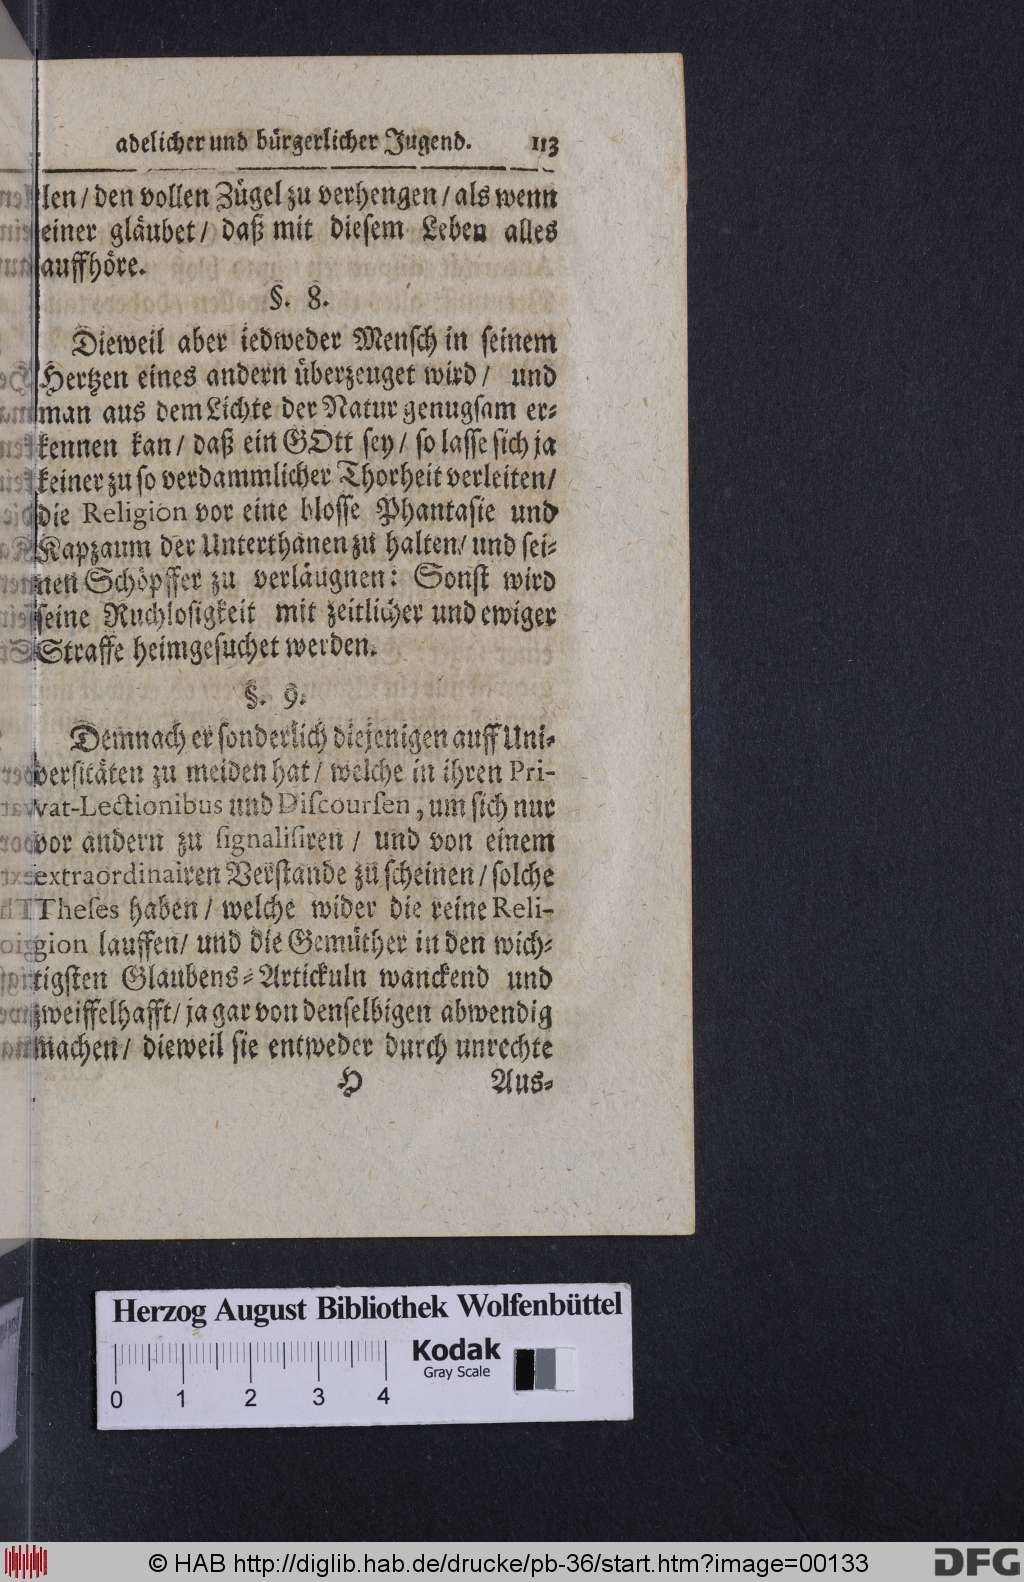 adelicher und bürgerlicher Jugend. 113
len / den vollen Zügel zu verhengen / als wenn
einer gläubet / daß mit diesem Leben alles
auffhöre.
§. 8.
Dieweil aber iedweder Mensch in seinem
Hertzen eines andern überzeuget wird / und
man aus dem Lichte der Natur genugsam er-
kennen kan / daß ein GOtt sey / so lasse sich ja
keiner zu so verdammlicher Thorheit verleiten /
die Religion vor eine blosse Phantasie und
Kapzaum der Unterthanen zu halten / und sei-
nen Schöpffer zu verläugnen: Sonst wird
seine Ruchlosigkeit mit zeitlicher und ewiger
Straffe heimgesuchet werden.
§. 9.
Demnach er sonderlich diejenigen auff Uni-
versitäten zu meiden hat / welche in ihren Pri-
vat-Lectionibus und Discoursen, um sich nur
vor andern zu signalisiren / und von einem
extraordinairen Verstande zu scheinen / solche
Theses haben / welche wider die reine Reli-
gion lauffen / und die Gemüther in den wich-
tigsten Glaubens-Artickuln wanckend und
zweiffelhafft / ja gar von denselbigen abwendig
machen / dieweil sie entweder durch unrechte
H Aus-
Herzog August Bibliothek Wolfenbüttel
Kodak
Gray Scale
0 1 2 3 4
© HAB http://diglib.hab.de/drucke/pb-36/start.htm?image=00133
DFG